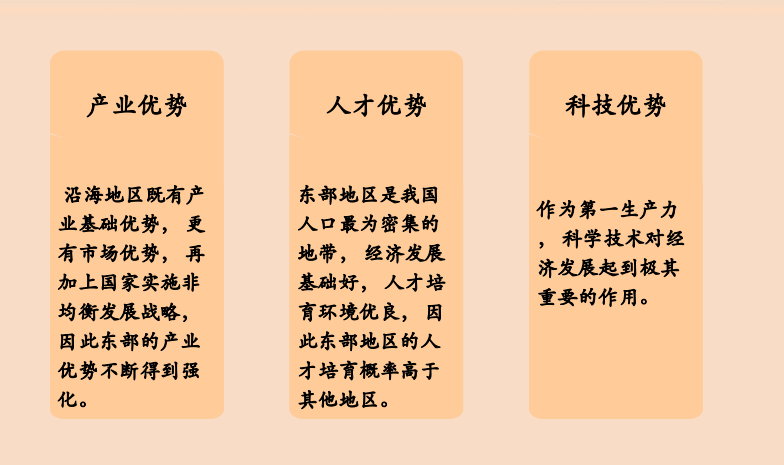 产业优势
沿海地区既有产
业基础优势， 更
有市场优势， 再
加上国家实施非
均衡发展战略，
因此东部的产业
优势不断得到强
化。
人才优势
东部地区是我国
人口最为密集的
地带， 经济发展
基础好， 人才培
育环境优良， 因
此东部地区的人
才培育概率高于
其他地区。
科技优势
作为第一生产力
， 科学技术对经
济发展起到极其
重要的作用。